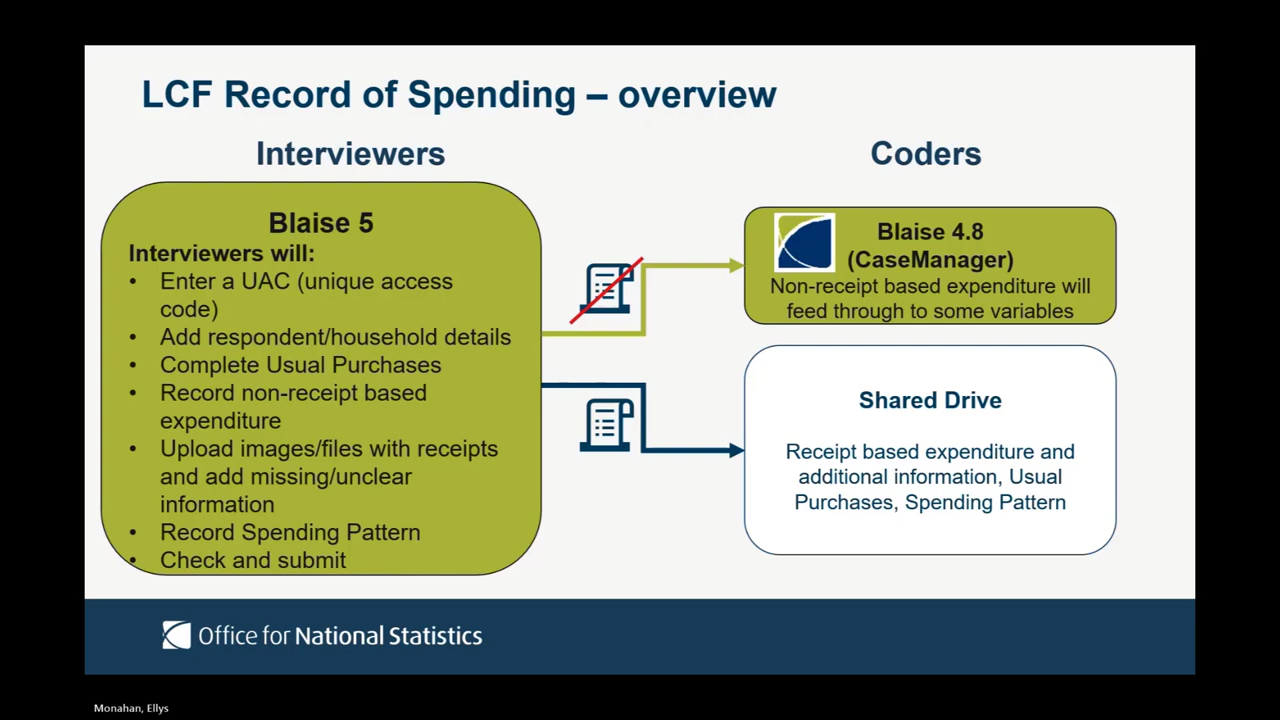 LCF Record of Spending – overview
Interviewers
Coders
Blaise 5
Interviewers will:
• Enter a UAC (unique access
code)
• Add respondent/household details
• Complete Usual Purchases
• Record non-receipt based
expenditure
• Upload images/files with receipts
and add missing/unclear
information
• Record Spending Pattern
• Check and submit
Blaise 4.8
(CaseManager)
Non-receipt based expenditure will
feed through to some variables
Shared Drive
Receipt based expenditure and
additional information, Usual
Purchases, Spending Pattern
Office for National Statistics
Monahan, Ellys